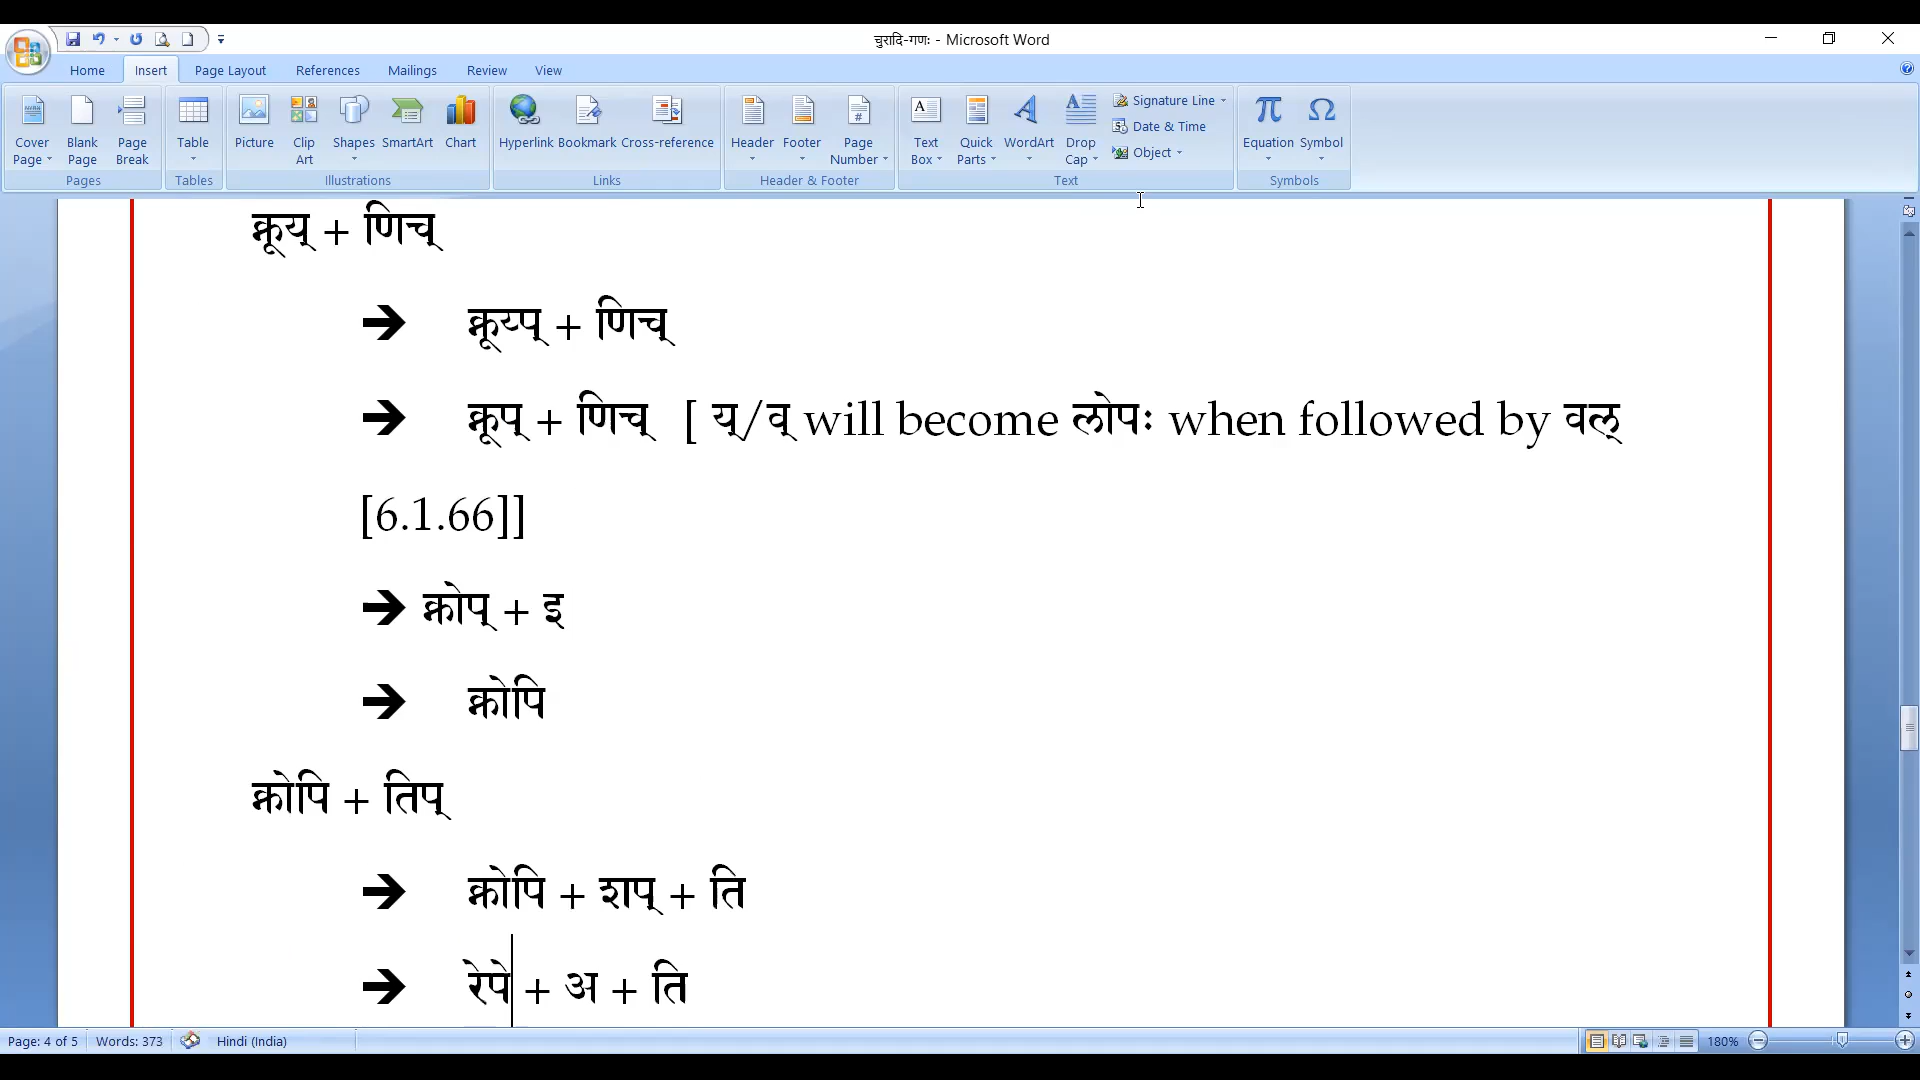 चुरादि-गणः - Microsoft Word
Home Insert Page Layout References Mailings Review View
Cover Page Blank Page Page Break Table Picture Clip Art Shapes SmartArt Chart Hyperlink Bookmark Cross-reference Header Footer Page Number Text Box Quick Parts WordArt Drop Cap Signature Line Date & Time Object Equation Symbol
Pages Tables Illustrations Links Header & Footer Text Symbols
क्नूय् + णिच्
➔ क्नूय्प् + णिच्
➔ क्नूप् + णिच् [ य्/व् will become लोपः when followed by वल्
[6.1.66]]
➔ क्नोप् + इ
➔ क्नोपि
क्नोपि + तिप्
➔ क्नोपि + शप् + ति
➔ रेपे + अ + ति
Page: 4 of 5 Words: 373 Hindi (India) 180%